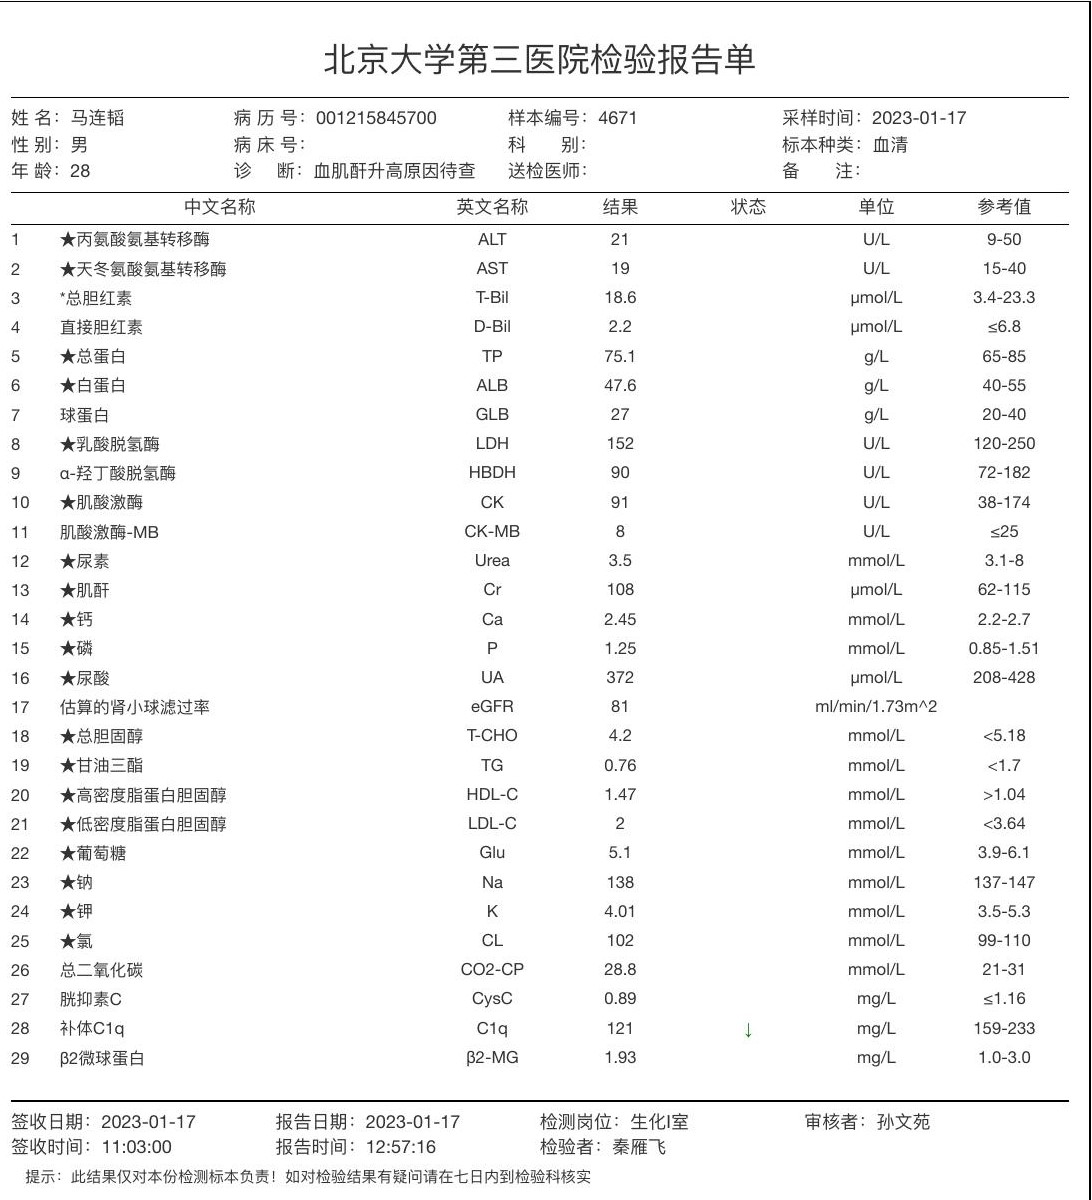 北京大学第三医院检验报告单
姓 名：马连韬 病 历 号：001215845700 样本编号：4671 采样时间：2023-01-17
性 别：男 病 床 号： 科 别： 标本种类：血清
年 龄：28 诊 断：血肌酐升高原因待查 送检医师： 备 注：
中文名称 英文名称 结果 状态 单位 参考值
1 ★丙氨酸氨基转移酶 ALT 21 U/L 9-50
2 ★天冬氨酸氨基转移酶 AST 19 U/L 15-40
3 *总胆红素 T-Bil 18.6 μmol/L 3.4-23.3
4 直接胆红素 D-Bil 2.2 μmol/L ≤6.8
5 ★总蛋白 TP 75.1 g/L 65-85
6 ★白蛋白 ALB 47.6 g/L 40-55
7 球蛋白 GLB 27 g/L 20-40
8 ★乳酸脱氢酶 LDH 152 U/L 120-250
9 α-羟丁酸脱氢酶 HBDH 90 U/L 72-182
10 ★肌酸激酶 CK 91 U/L 38-174
11 肌酸激酶-MB CK-MB 8 U/L ≤25
12 ★尿素 Urea 3.5 mmol/L 3.1-8
13 ★肌酐 Cr 108 μmol/L 62-115
14 ★钙 Ca 2.45 mmol/L 2.2-2.7
15 ★磷 P 1.25 mmol/L 0.85-1.51
16 ★尿酸 UA 372 μmol/L 208-428
17 估算的肾小球滤过率 eGFR 81 ml/min/1.73m^2
18 ★总胆固醇 T-CHO 4.2 mmol/L <5.18
19 ★甘油三酯 TG 0.76 mmol/L <1.7
20 ★高密度脂蛋白胆固醇 HDL-C 1.47 mmol/L >1.04
21 ★低密度脂蛋白胆固醇 LDL-C 2 mmol/L <3.64
22 ★葡萄糖 Glu 5.1 mmol/L 3.9-6.1
23 ★钠 Na 138 mmol/L 137-147
24 ★钾 K 4.01 mmol/L 3.5-5.3
25 ★氯 CL 102 mmol/L 99-110
26 总二氧化碳 CO2-CP 28.8 mmol/L 21-31
27 胱抑素C CysC 0.89 mg/L ≤1.16
28 补体C1q C1q 121 ↓ mg/L 159-233
29 β2微球蛋白 β2-MG 1.93 mg/L 1.0-3.0
签收日期：2023-01-17 报告日期：2023-01-17 检测岗位：生化I室 审核者：孙文苑
签收时间：11:03:00 报告时间：12:57:16 检验者：秦雁飞
提示：此结果仅对本份检测标本负责！如对检验结果有疑问请在七日内到检验科核实